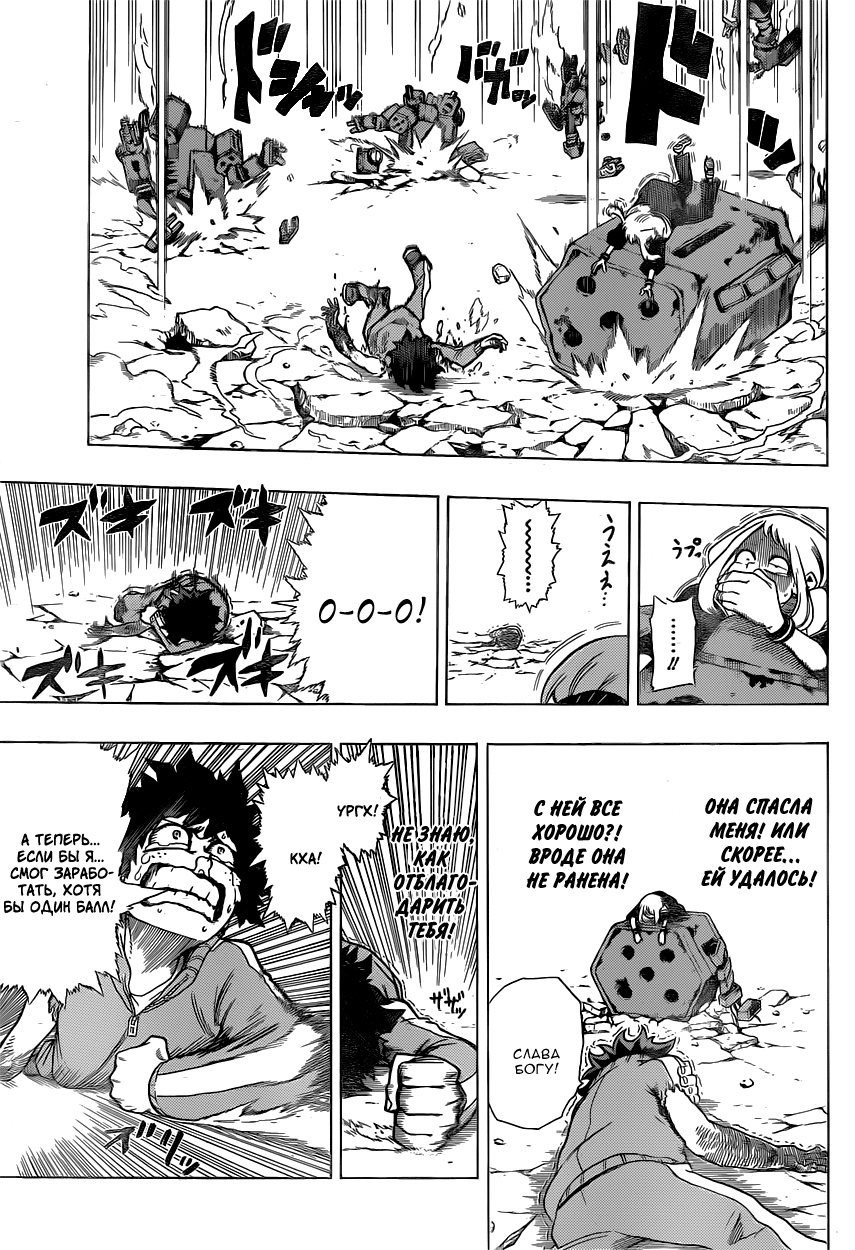 ド
バガッ
ドシャッ
ド
うぷ。
……!!
うええ…
………
О-О-О!
ズキ
ズキ
ズキ
ズキ
ОНА СПАСЛА
МЕНЯ! ИЛИ
СКОРЕЕ...
ЕЙ УДАЛОСЬ!
С НЕЙ ВСЕ
ХОРОШО?!
ВРОДЕ ОНА
НЕ РАНЕНА!
СЛАВА
БОГУ!
НЕ ЗНАЮ!
КАК
ОТБЛАГО-
ДАРИТЬ
ТЕБЯ!
УРГХ!
КХА!
А ТЕПЕРЬ...
ЕСЛИ БЫ Я...
СМОГ ЗАРАБО-
ТАТЬ, ХОТЯ
БЫ ОДИН БАЛЛ!